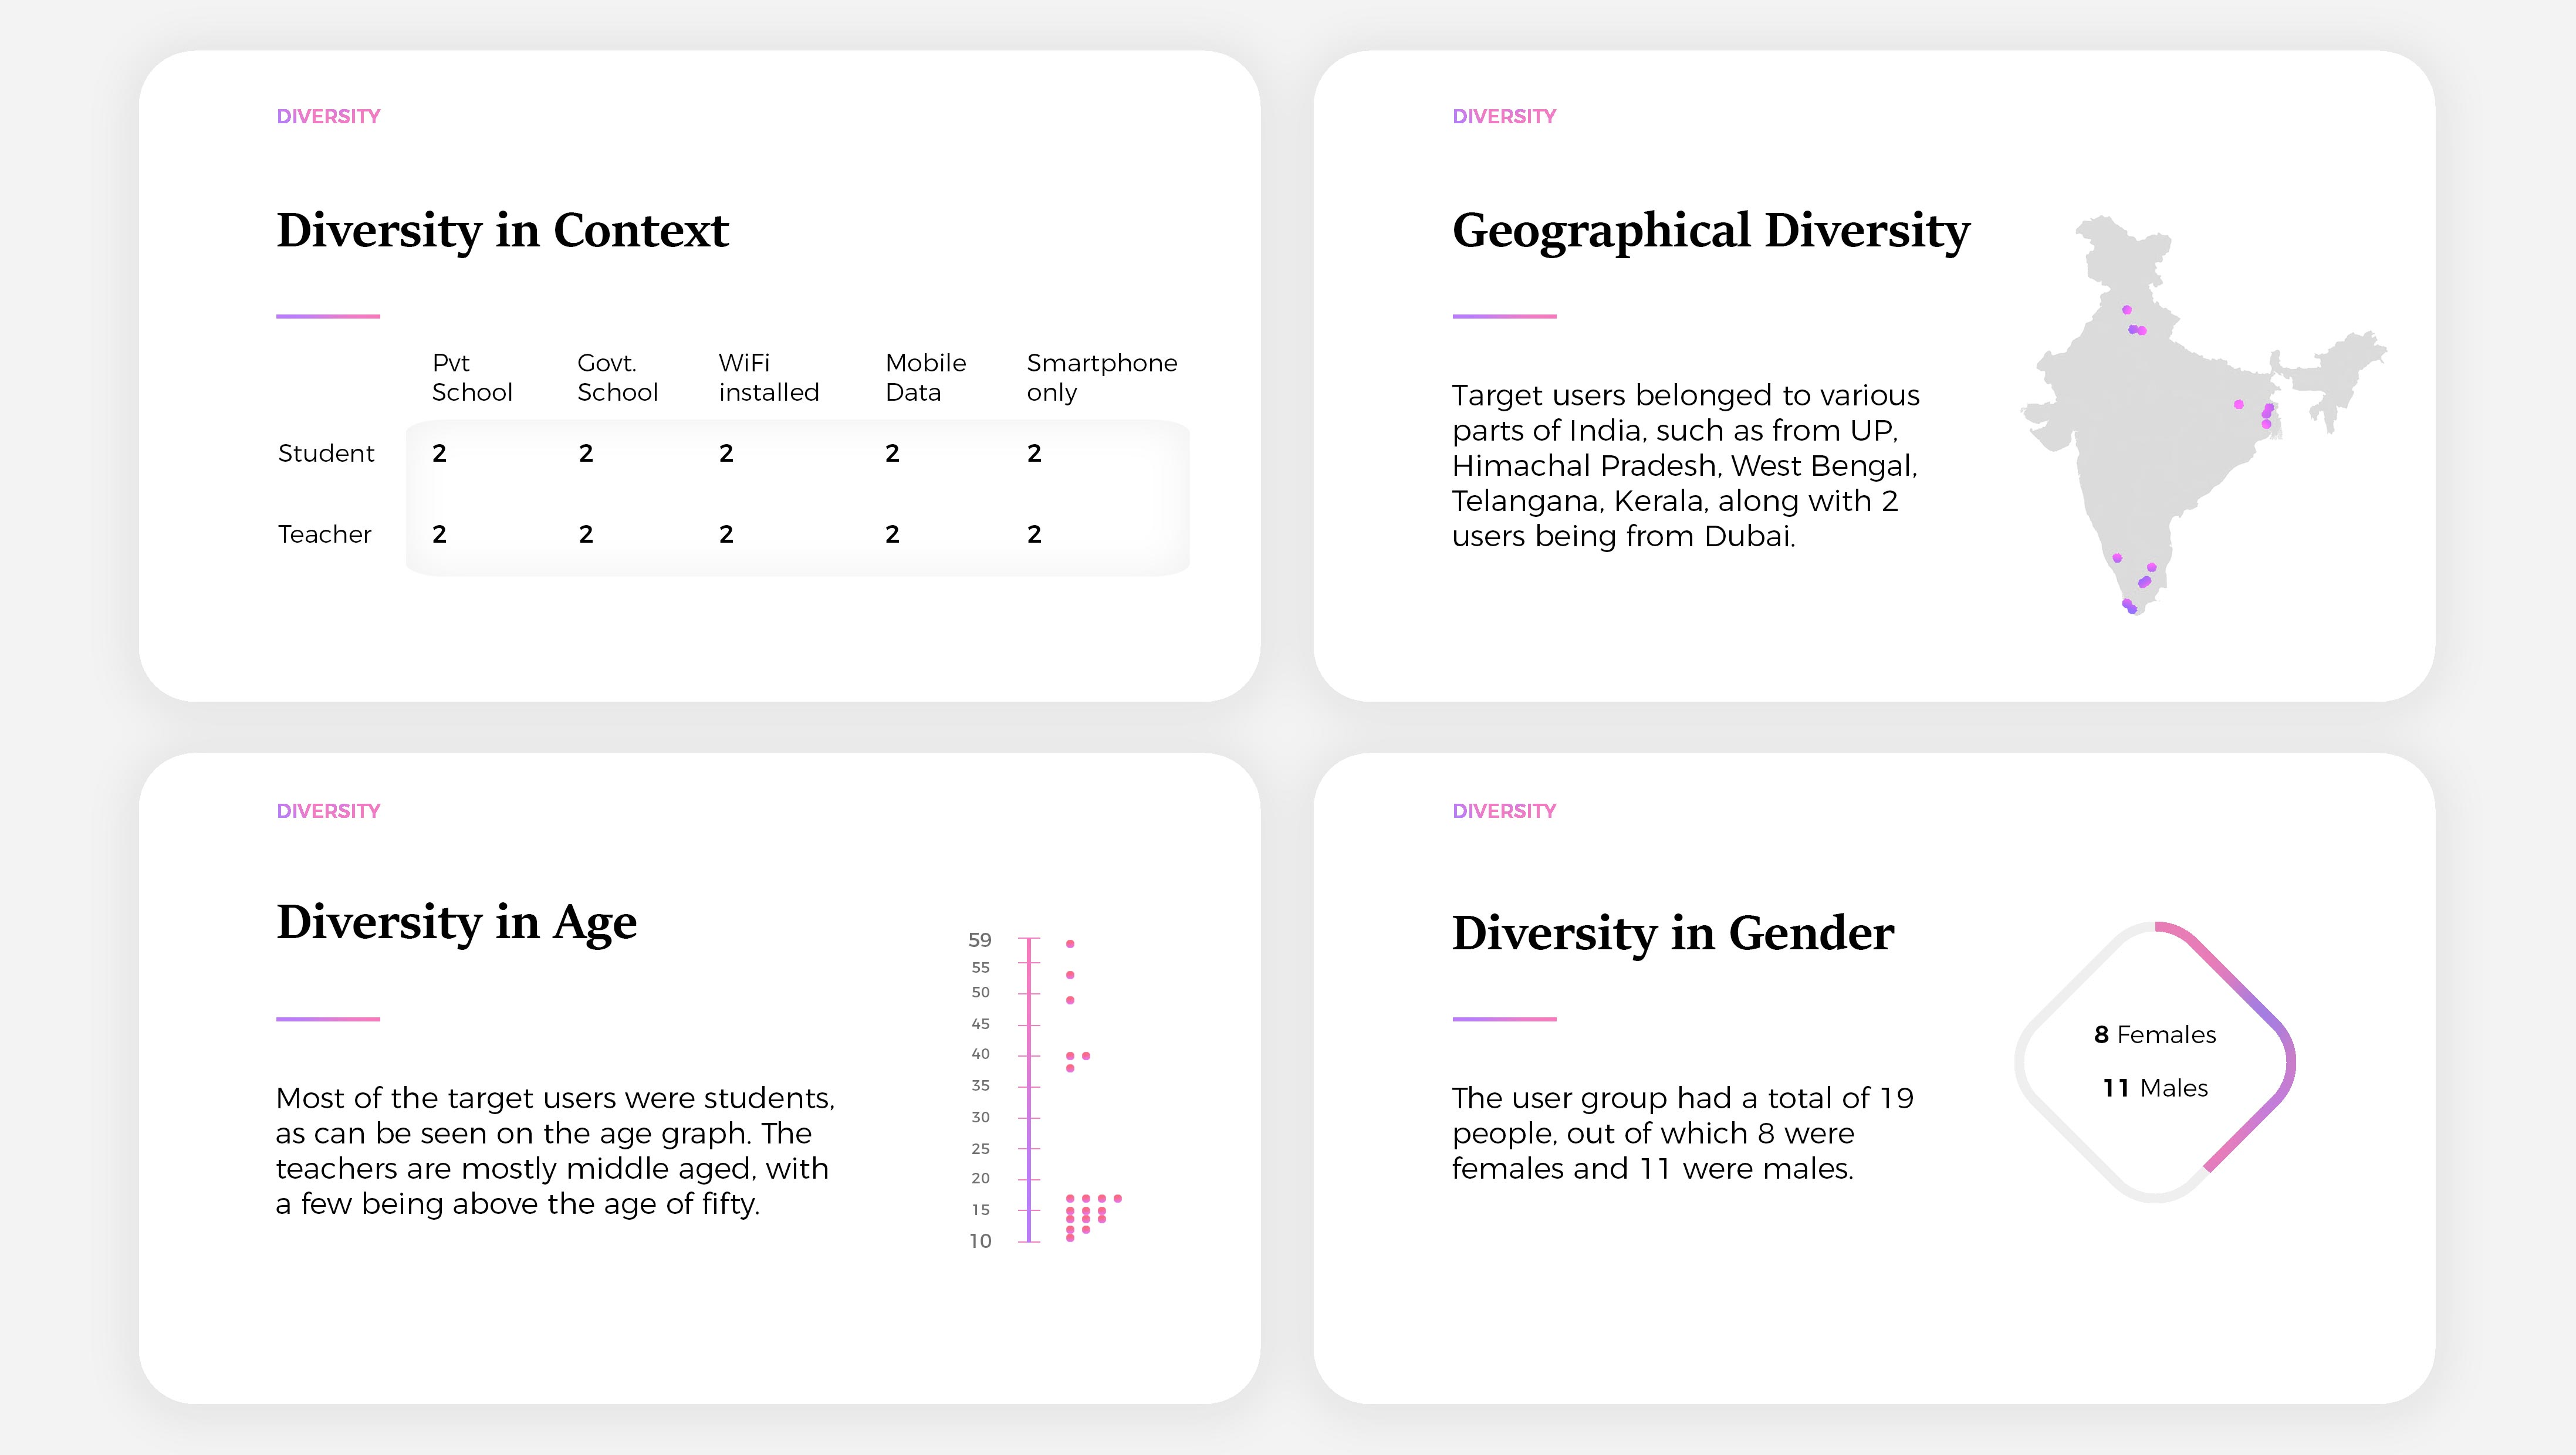 DIVERSITY
Diversity in Context
Pvt School Govt. School WiFi installed Mobile Data Smartphone only
Student 2 2 2 2 2
Teacher 2 2 2 2 2
DIVERSITY
Geographical Diversity
Target users belonged to various
parts of India, such as from UP,
Himachal Pradesh, West Bengal,
Telangana, Kerala, along with 2
users being from Dubai.
DIVERSITY
Diversity in Age
Most of the target users were students,
as can be seen on the age graph. The
teachers are mostly middle aged, with
a few being above the age of fifty.
59
55
50
45
40
35
30
25
20
15
10
DIVERSITY
Diversity in Gender
The user group had a total of 19
people, out of which 8 were
females and 11 were males.
8 Females
11 Males